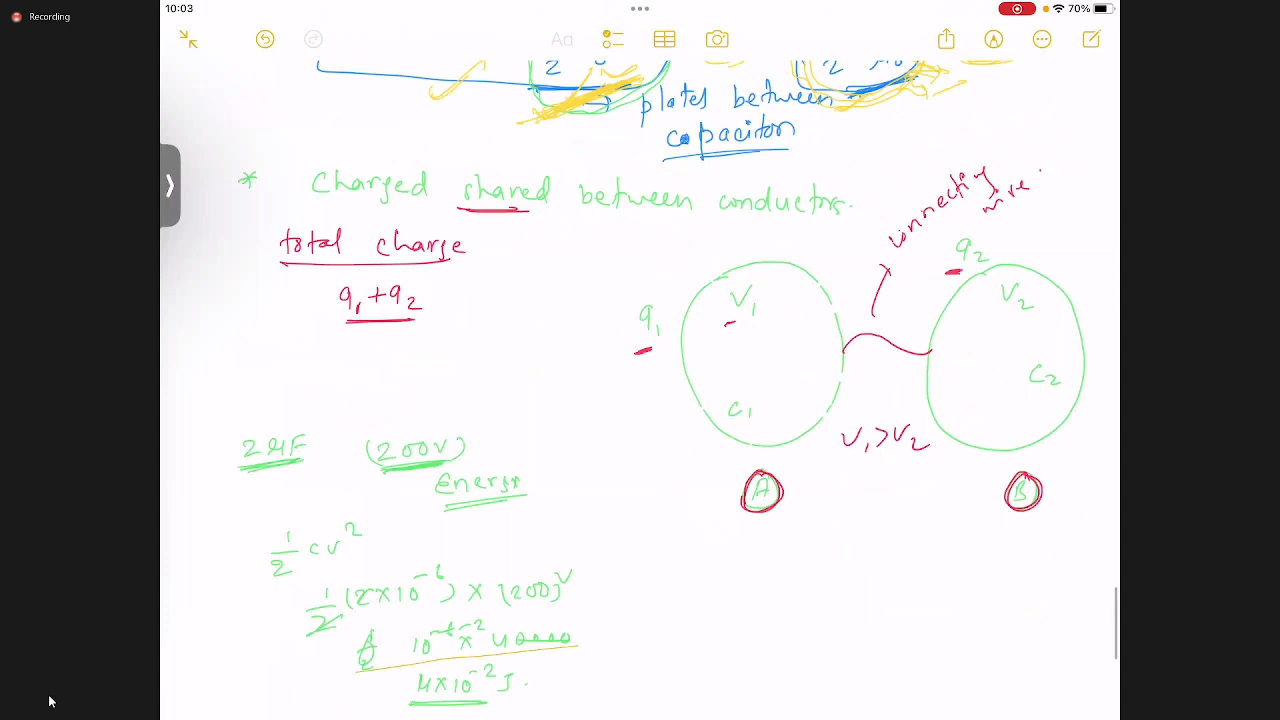 Recording
10:03
70%
Aa
plates between
capacitor
* Charged shared between conductors.
connecting wire.
total charge
q₁+q₂
q₁
V₁
C₁
q₂
V₂
C₂
V₁>V₂
A
B
2μF (200V)
Energy
1/2 cv²
1/2 (2×10⁻⁶) × (200)²
4×10⁻² J.